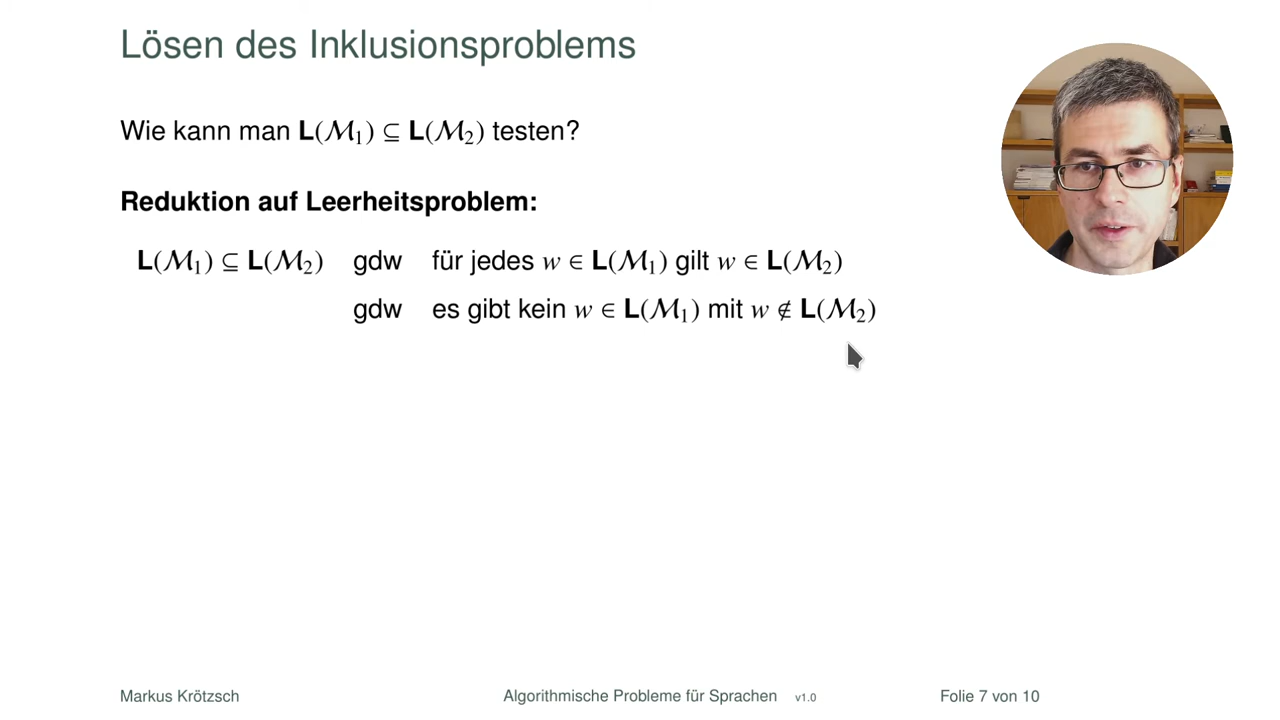 Lösen des Inklusionsproblems
Wie kann man L(ℳ₁) ⊆ L(ℳ₂) testen?
Reduktion auf Leerheitsproblem:
L(ℳ₁) ⊆ L(ℳ₂) gdw für jedes w ∈ L(ℳ₁) gilt w ∈ L(ℳ₂)
gdw es gibt kein w ∈ L(ℳ₁) mit w ∉ L(ℳ₂)
Markus Krötzsch Algorithmische Probleme für Sprachen v1.0 Folie 7 von 10